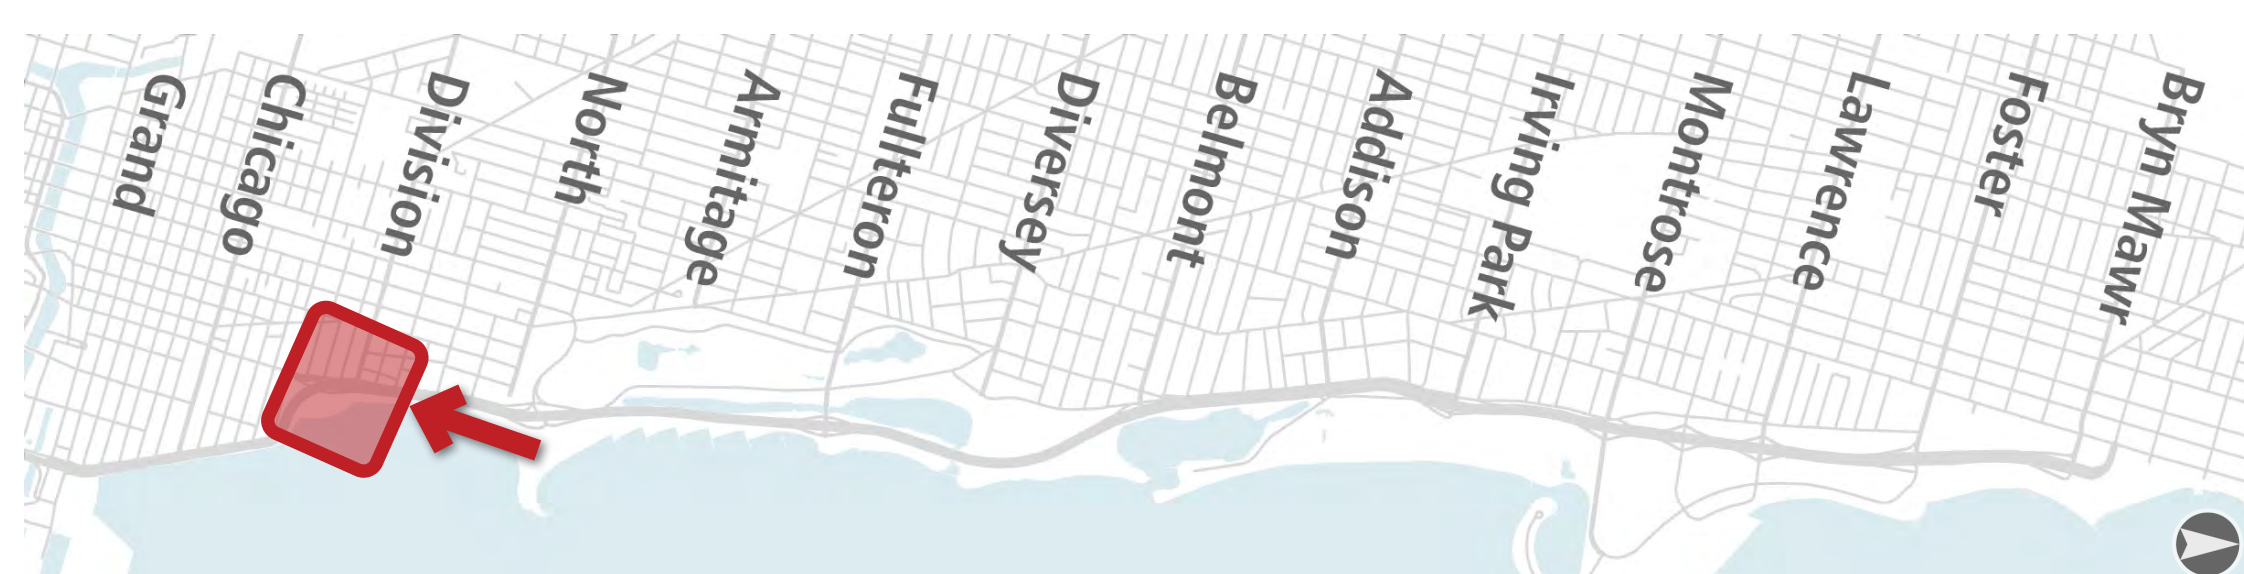 Grand
Chicago
Division
North
Armitage
Fullteron
Diversey
Belmont
Addison
Irving Park
Montrose
Lawrence
Foster
Bryn Mawr